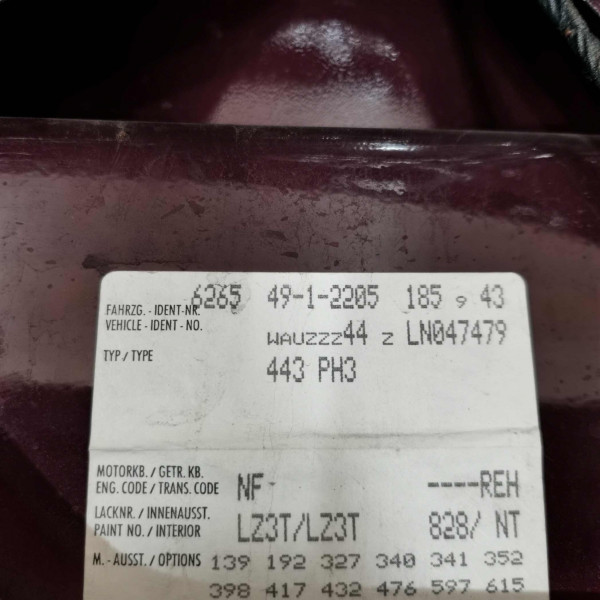 6265 49-1-2205 185 9 43
FAHRZG. - IDENT-NR.
VEHICLE - IDENT - NO. WAUZZZ44 Z LN047479
TYP / TYPE 443 PH3
MOTORKB. / GETR. KB.
ENG. CODE / TRANS. CODE NF- ----REH
LACKNR. / INNENAUSST.
PAINT NO. / INTERIOR LZ3T/LZ3T 828/ NT
M. - AUSST. / OPTIONS 139 192 327 340 341 352
398 417 432 476 597 615